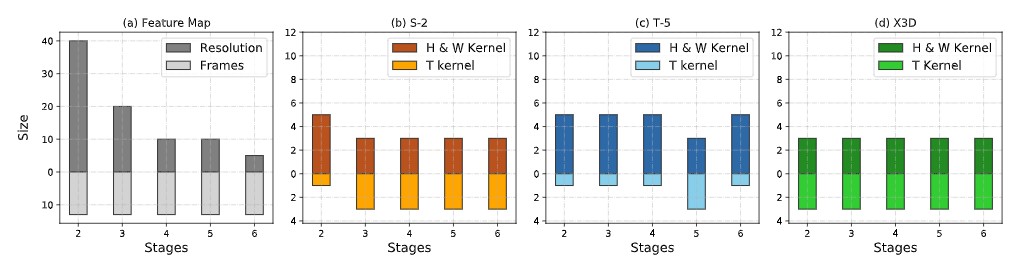 (a) Feature Map
Size
40
30
20
10
0
10
Resolution
Frames
2 3 4 5 6
Stages
(b) S-2
12
10
8
6
4
2
0
2
4
H & W Kernel
T kernel
2 3 4 5 6
Stages
(c) T-5
12
10
8
6
4
2
0
2
4
H & W Kernel
T kernel
2 3 4 5 6
Stages
(d) X3D
12
10
8
6
4
2
0
2
4
H & W Kernel
T Kernel
2 3 4 5 6
Stages